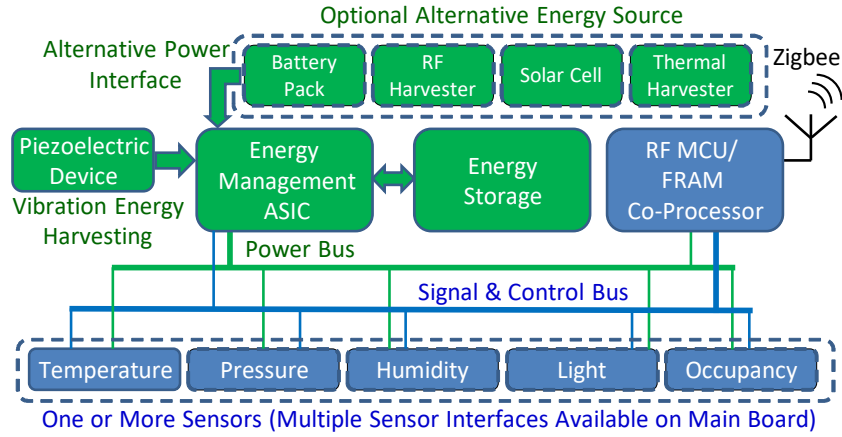 Optional Alternative Energy Source
Alternative Power
Interface
Battery
Pack
RF
Harvester
Solar Cell
Thermal
Harvester
Zigbee
Piezoelectric
Device
Energy
Management
ASIC
Energy
Storage
RF MCU/
FRAM
Co-Processor
Vibration Energy
Harvesting
Power Bus
Signal & Control Bus
Temperature
Pressure
Humidity
Light
Occupancy
One or More Sensors (Multiple Sensor Interfaces Available on Main Board)